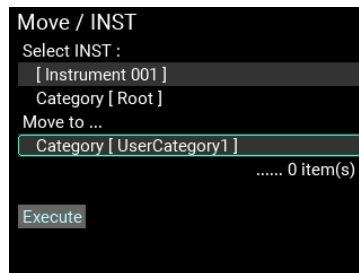 Move / INST
Select INST :
[ Instrument 001 ]
Category [ Root ]
Move to ...
Category [ UserCategory1 ]
...... 0 item(s)
Execute